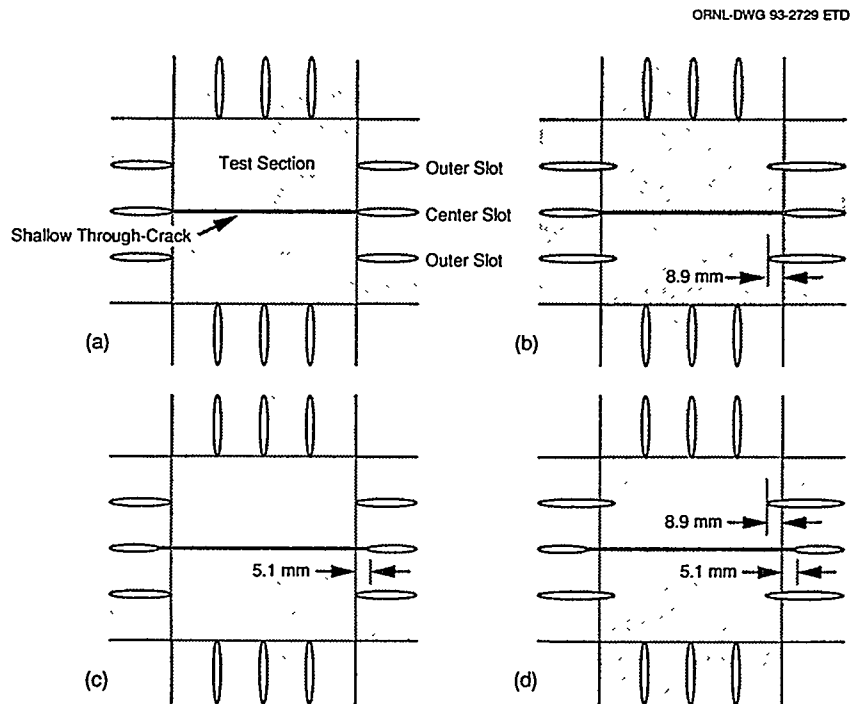 ORNL-DWG 93-2729 ETD
Test Section
Outer Slot
Center Slot
Shallow Through-Crack
Outer Slot
(a)
8.9 mm
(b)
5.1 mm
(c)
8.9 mm
5.1 mm
(d)